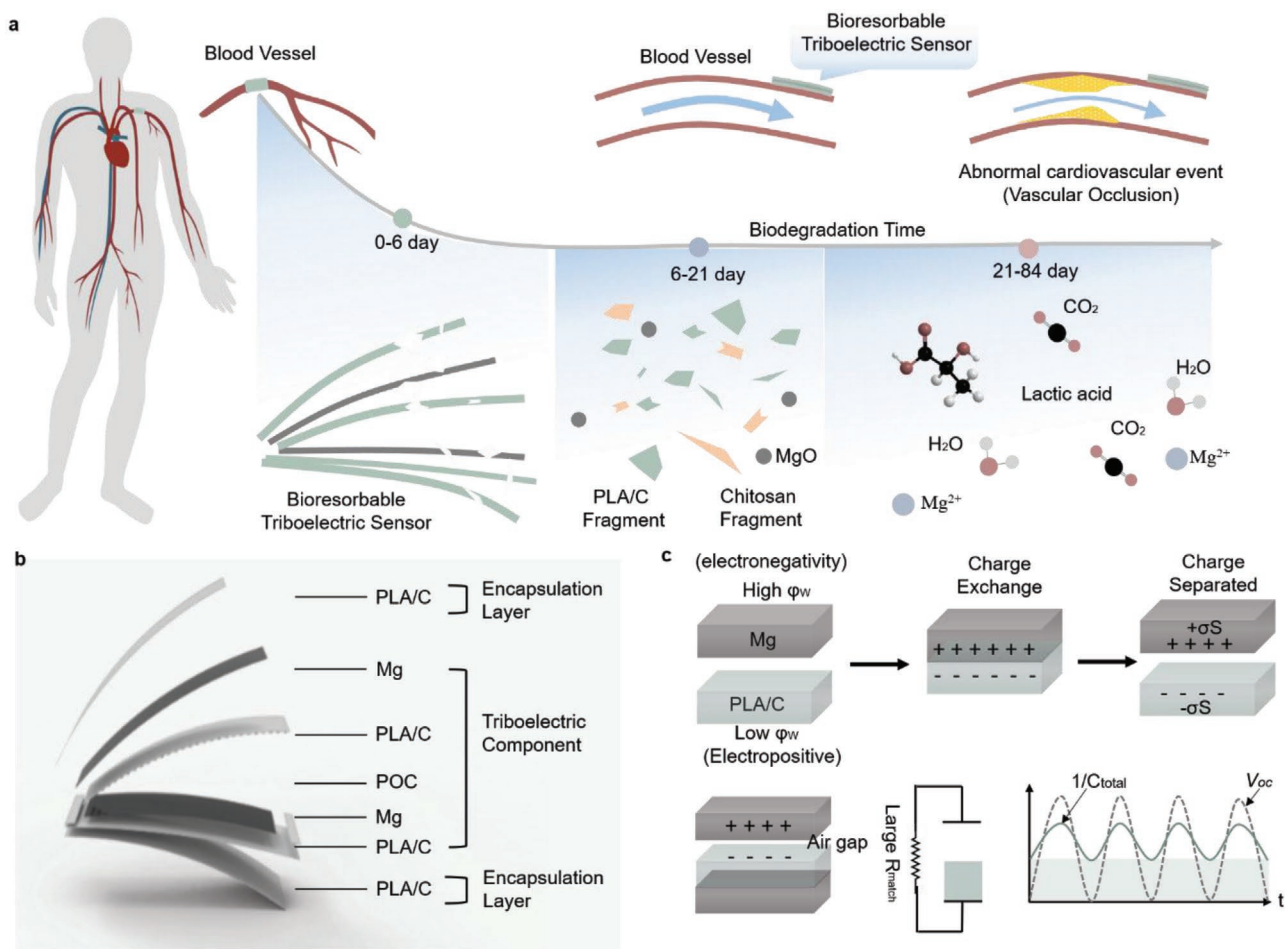 a
Blood Vessel
Blood Vessel
Bioresorbable
Triboelectric Sensor
Abnormal cardiovascular event
(Vascular Occlusion)
0-6 day
Biodegradation Time
6-21 day
21-84 day
Bioresorbable
Triboelectric Sensor
MgO
PLA/C
Fragment
Chitosan
Fragment
CO₂
H₂O
Lactic acid
H₂O
CO₂
Mg²⁺
Mg²⁺
b
PLA/C
Encapsulation
Layer
Mg
PLA/C
Triboelectric
Component
POC
Mg
PLA/C
PLA/C
Encapsulation
Layer
c
(electronegativity)
High φw
Mg
PLA/C
Low φw
(Electropositive)
Charge
Exchange
+ + + + + +
- - - - - -
Charge
Separated
+σS
+ + + +
- - - -
-σS
+ + + +
- - - -
Air gap
Large Rmatch
1/Ctotal
Voc
t